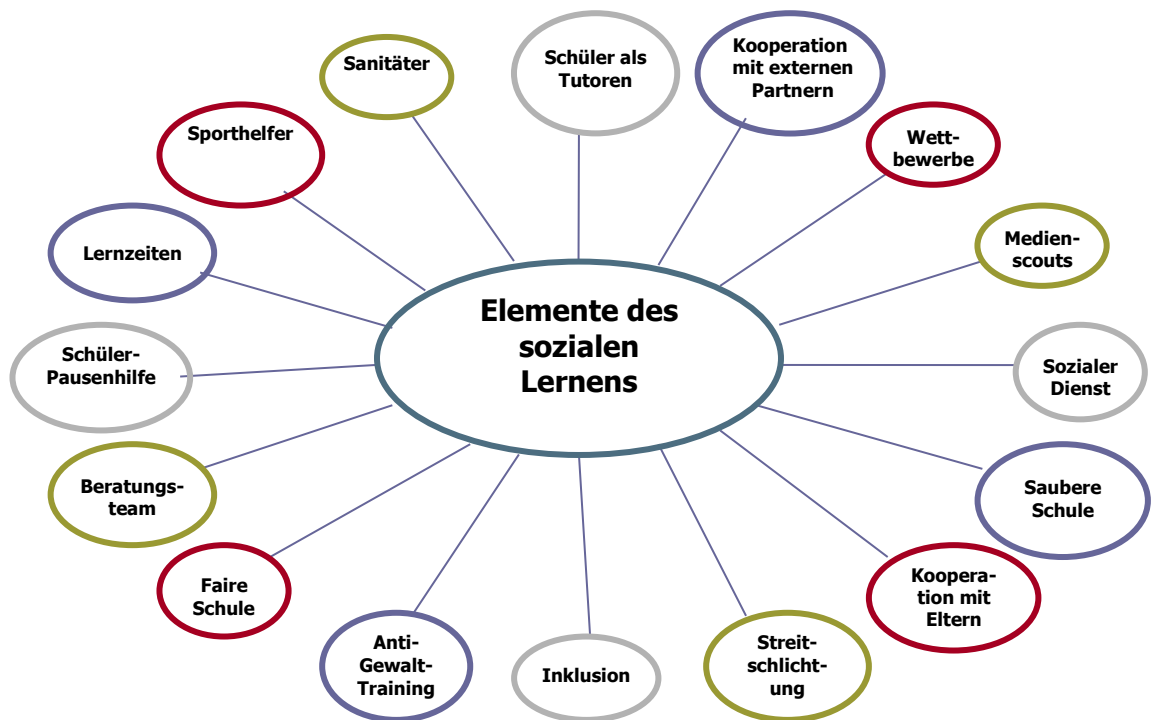 Elemente des
sozialen
Lernens
Schüler als
Tutoren
Kooperation
mit externen
Partnern
Wett-
bewerbe
Medien-
scouts
Sozialer
Dienst
Saubere
Schule
Koopera-
tion mit
Eltern
Streit-
schlicht-
ung
Inklusion
Anti-
Gewalt-
Training
Faire
Schule
Beratungs-
team
Schüler-
Pausenhilfe
Lernzeiten
Sporthelfer
Sanitäter